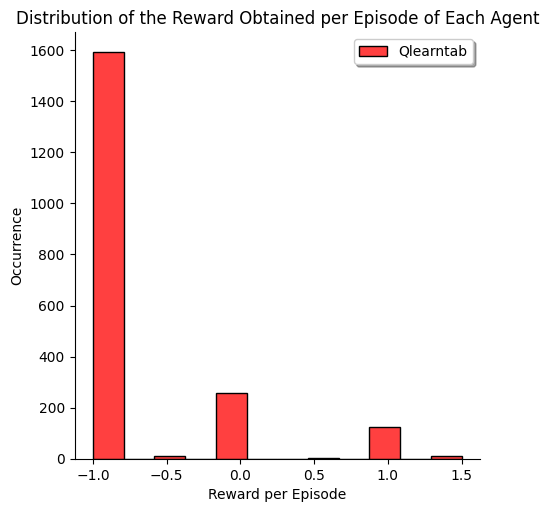 Distribution of the Reward Obtained per Episode of Each Agent
Qlearntab
1600
1400
1200
1000
800
600
400
200
0
Occurrence
−1.0 −0.5 0.0 0.5 1.0 1.5
Reward per Episode